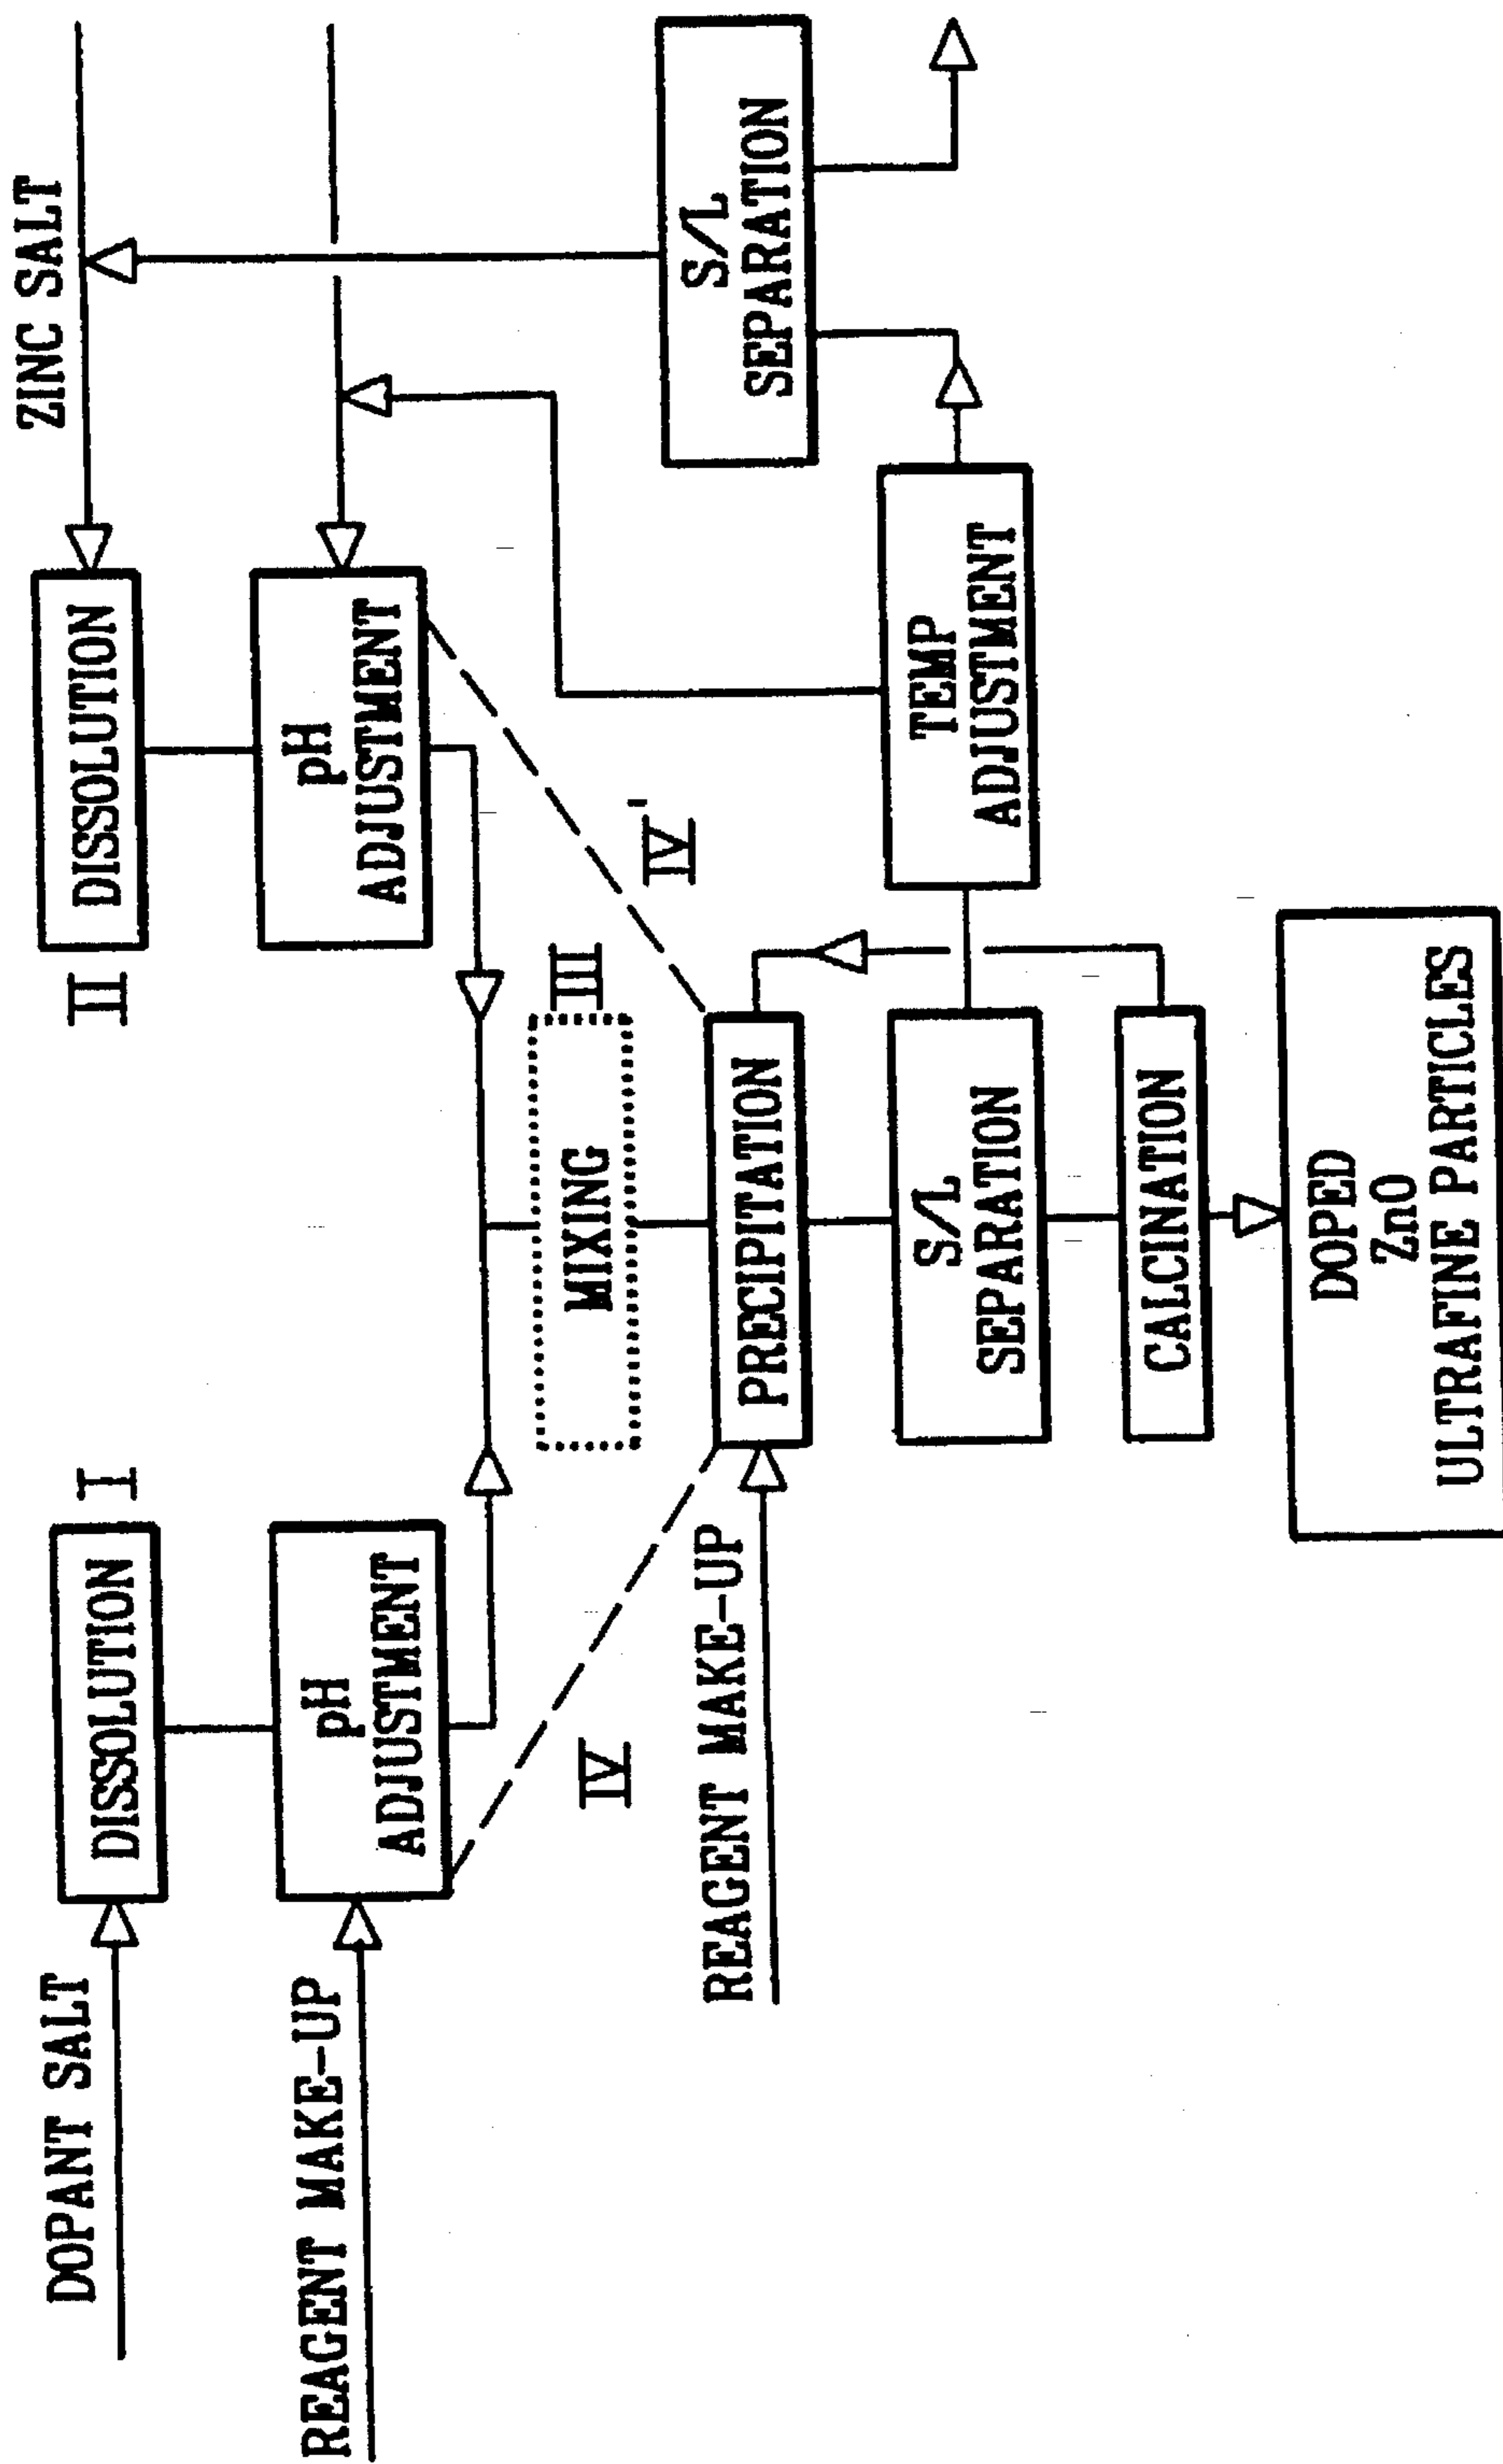 DOPANT SALT
DISSOLUTION
I
II
DISSOLUTION
ZINC SALT
REAGENT MAKE-UP
pH
ADJUSTMENT
pH
ADJUSTMENT
IV
MIXING
III
IV'
REAGENT MAKE-UP
PRECIPITATION
S/L
SEPARATION
S/L
SEPARATION
TEMP
ADJUSTMENT
CALCINATION
DOPED
ZnO
ULTRAFINE PARTICLES